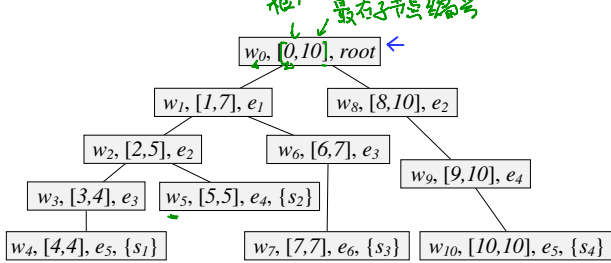 最右子节点编号
w0, [0,10], root
w1, [1,7], e1
w8, [8,10], e2
w2, [2,5], e2
w6, [6,7], e3
w9, [9,10], e4
w3, [3,4], e3
w5, [5,5], e4, {s2}
w4, [4,4], e5, {s1}
w7, [7,7], e6, {s3}
w10, [10,10], e5, {s4}